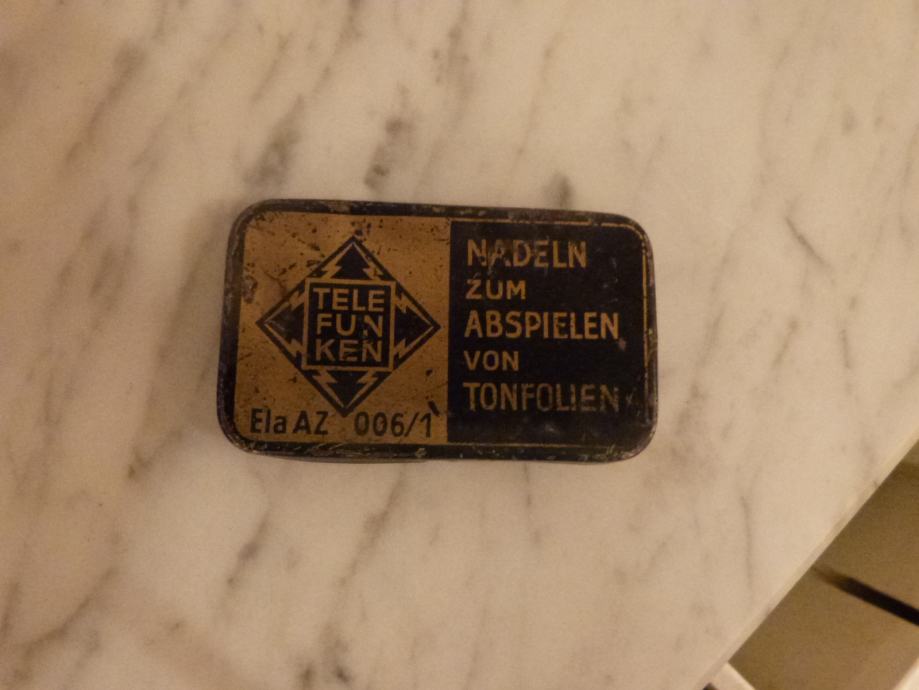 TELE
FUN
KEN
Ela AZ 006/1
NADELN
ZUM
ABSPIELEN
VON
TONFOLIEN